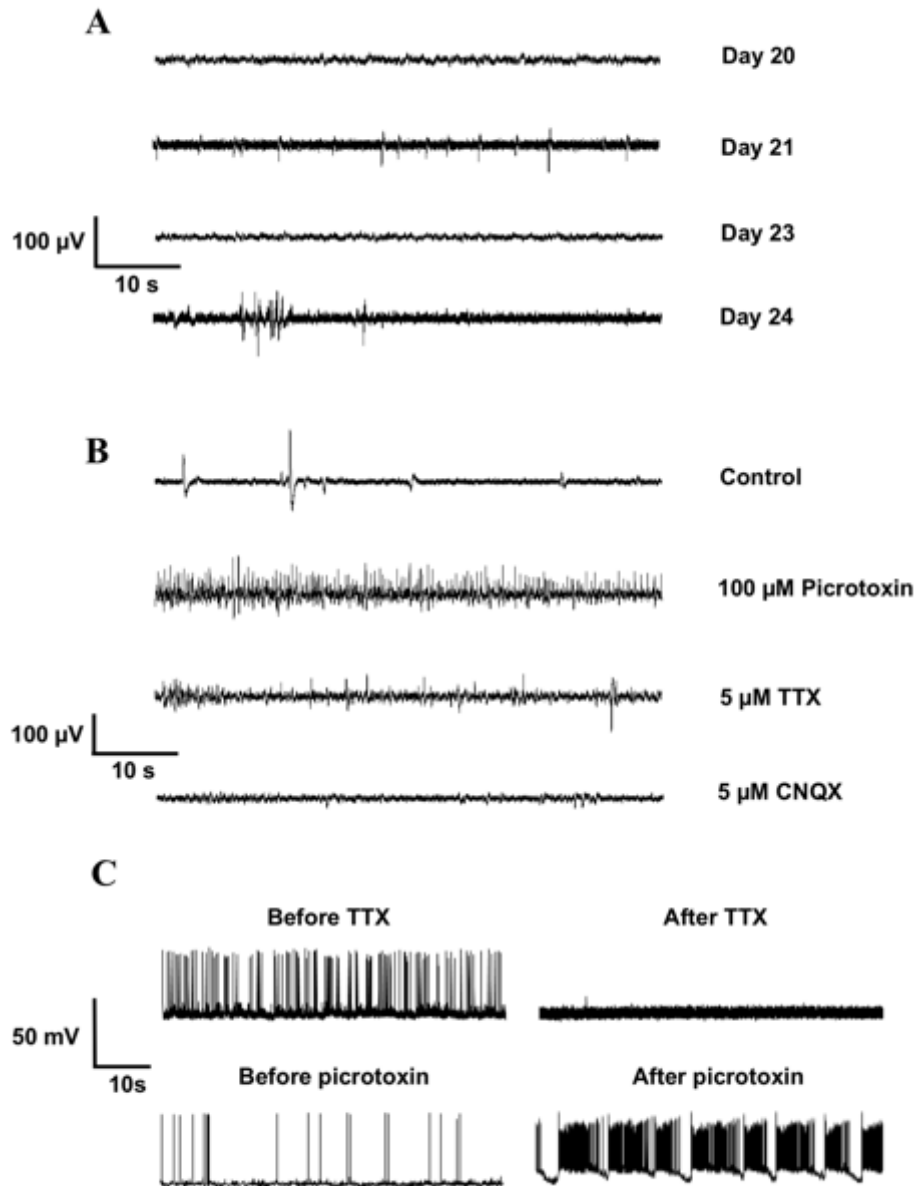 A
Day 20
Day 21
100 µV
10 s
Day 23
Day 24
B
Control
100 µM Picrotoxin
5 µM TTX
100 µV
10 s
5 µM CNQX
C
Before TTX
After TTX
50 mV
10s
Before picrotoxin
After picrotoxin